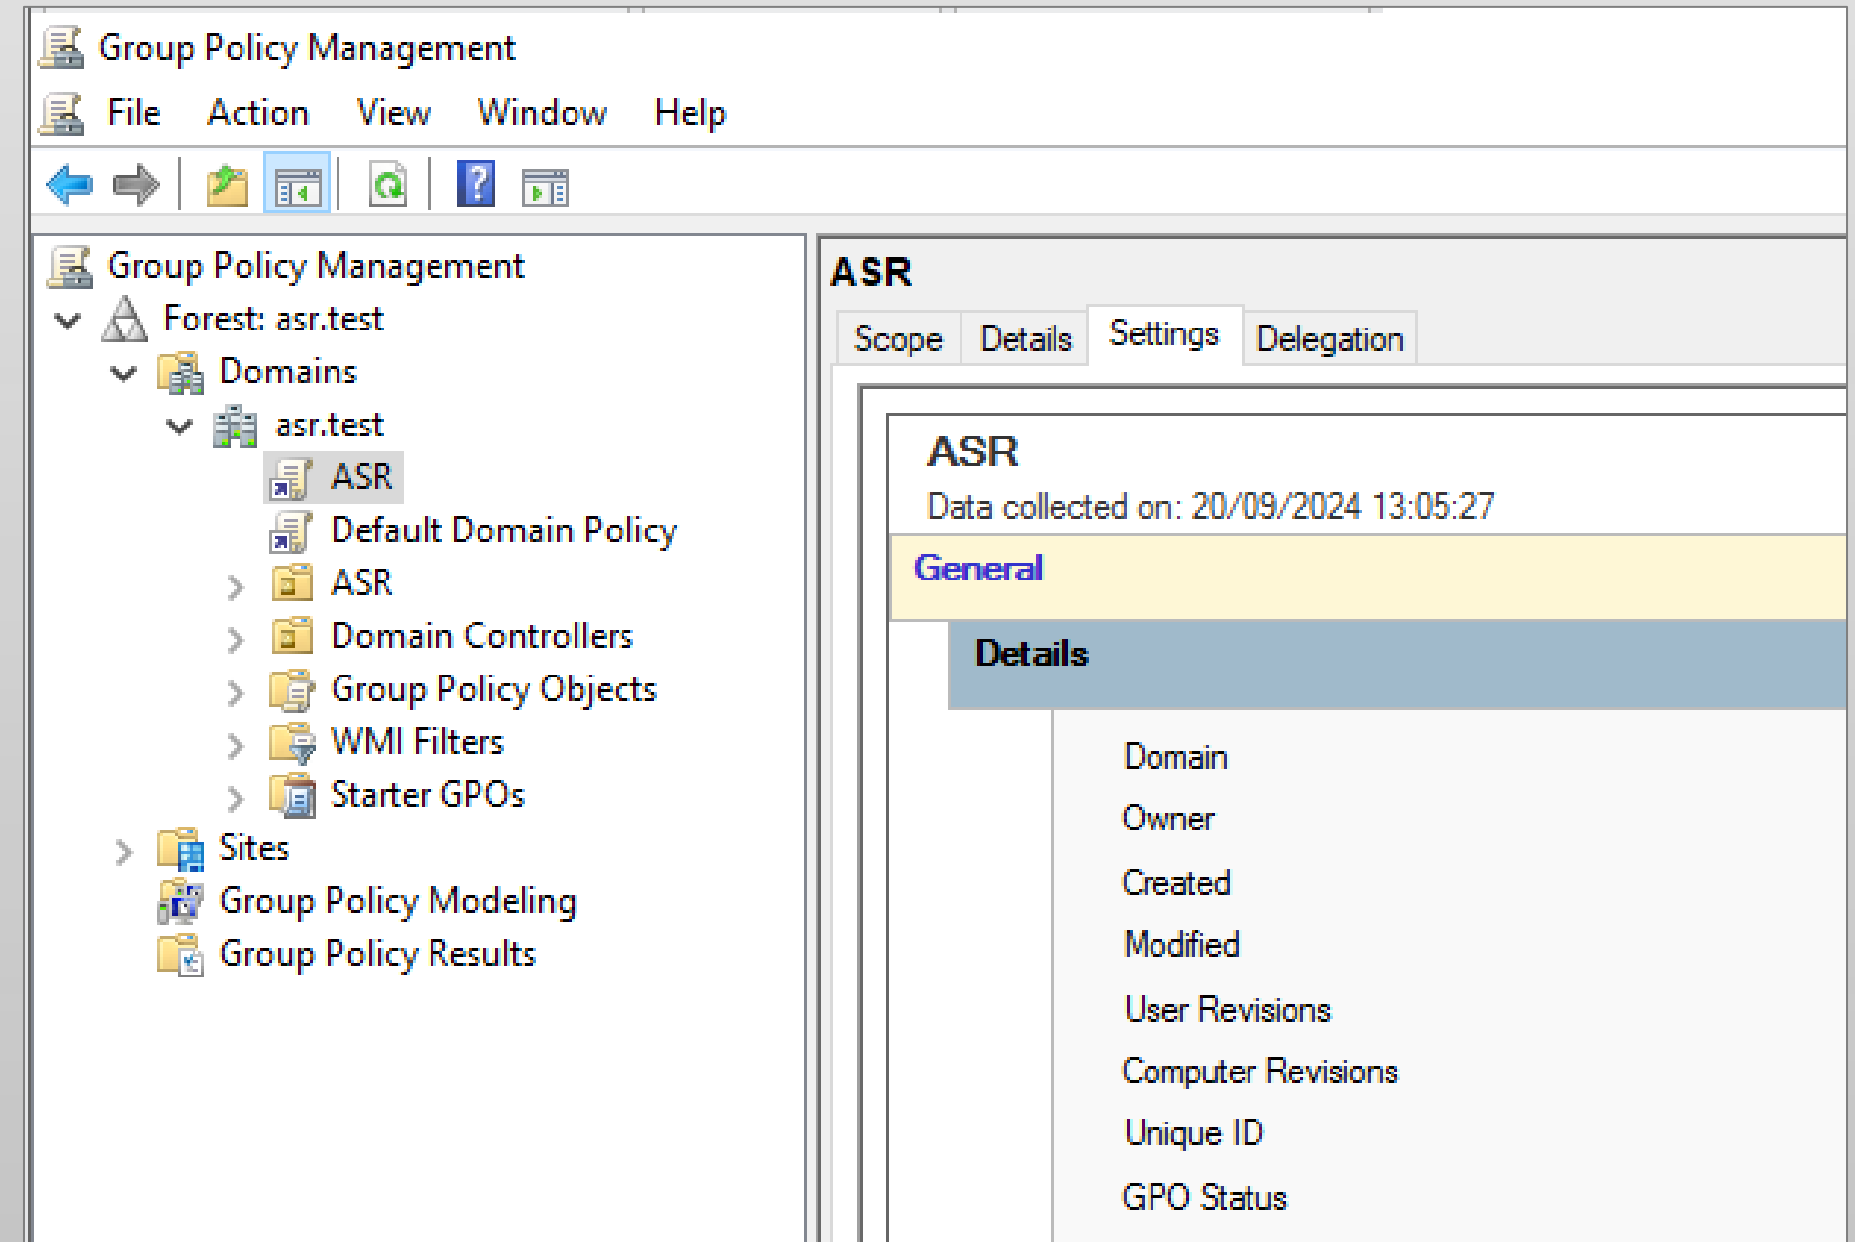 Group Policy Management
File Action View Window Help
Group Policy Management
Forest: asr.test
Domains
asr.test
ASR
Default Domain Policy
ASR
Domain Controllers
Group Policy Objects
WMI Filters
Starter GPOs
Sites
Group Policy Modeling
Group Policy Results
ASR
Scope Details Settings Delegation
ASR
Data collected on: 20/09/2024 13:05:27
General
Details
Domain
Owner
Created
Modified
User Revisions
Computer Revisions
Unique ID
GPO Status